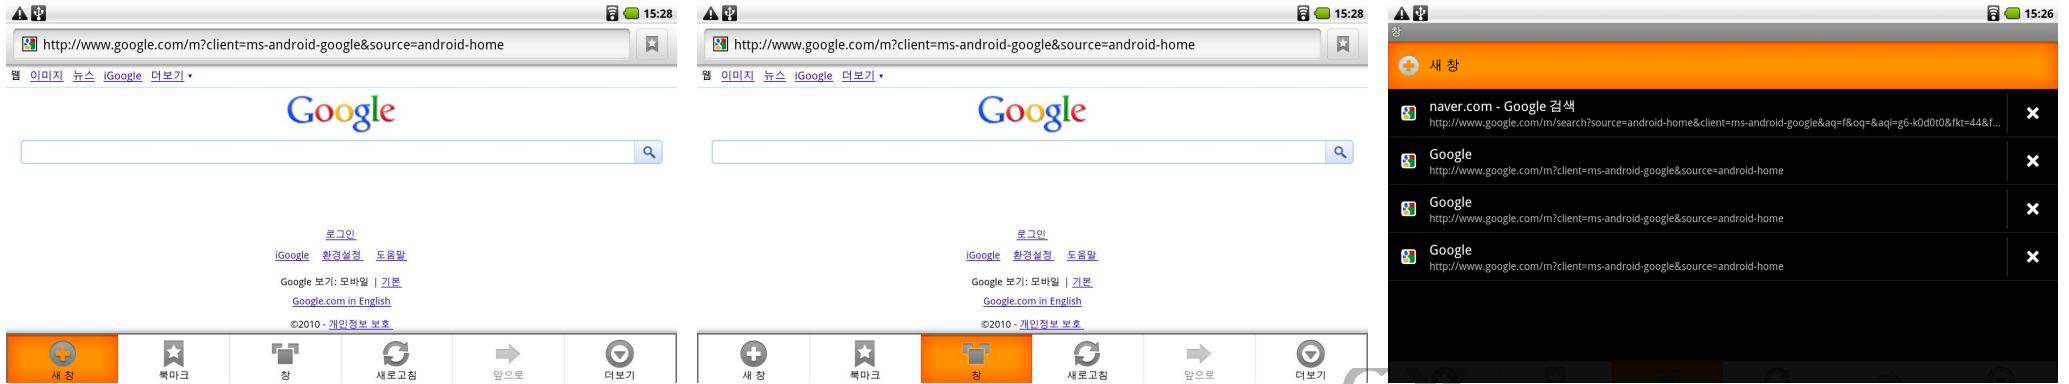 15:28
http://www.google.com/m?client=ms-android-google&source=android-home
웹 이미지 뉴스 iGoogle 더보기
Google
로그인
iGoogle 환경설정 도움말
Google 보기: 모바일 | 기본
Google.com in English
©2010 - 개인정보 보호
새 창 북마크 창 새로고침 앞으로 더보기
15:28
http://www.google.com/m?client=ms-android-google&source=android-home
웹 이미지 뉴스 iGoogle 더보기
Google
로그인
iGoogle 환경설정 도움말
Google 보기: 모바일 | 기본
Google.com in English
©2010 - 개인정보 보호
새 창 북마크 창 새로고침 앞으로 더보기
15:26
창
새 창
naver.com - Google 검색
http://www.google.com/m/search?source=android-home&client=ms-android-google&aq=f&oq=&aqi=g6-k0d0t0&fkt=44&f...
Google
http://www.google.com/m?client=ms-android-google&source=android-home
Google
http://www.google.com/m?client=ms-android-google&source=android-home
Google
http://www.google.com/m?client=ms-android-google&source=android-home